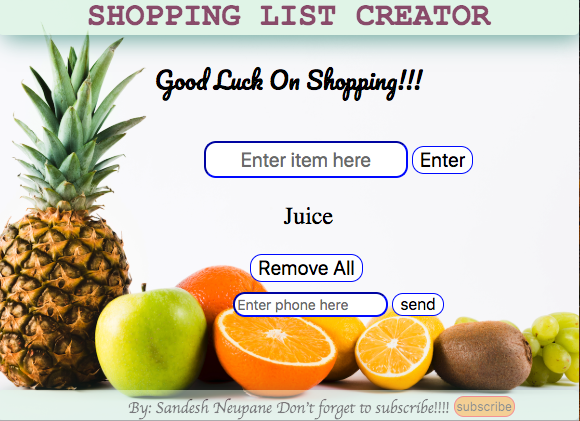 SHOPPING LIST CREATOR
Good Luck On Shopping!!!
Enter item here Enter
Juice
Remove All
Enter phone here send
By: Sandesh Neupane Don't forget to subscribe!!!! subscribe